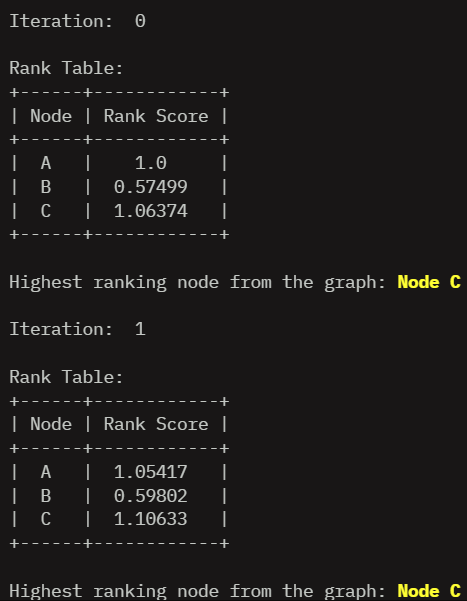 Iteration:  0
Rank Table:
+------+------------+
| Node | Rank Score |
+------+------------+
|  A   |    1.0     |
|  B   |  0.57499   |
|  C   |  1.06374   |
+------+------------+
Highest ranking node from the graph: Node C
Iteration:  1
Rank Table:
+------+------------+
| Node | Rank Score |
+------+------------+
|  A   |  1.05417   |
|  B   |  0.59802   |
|  C   |  1.10633   |
+------+------------+
Highest ranking node from the graph: Node C